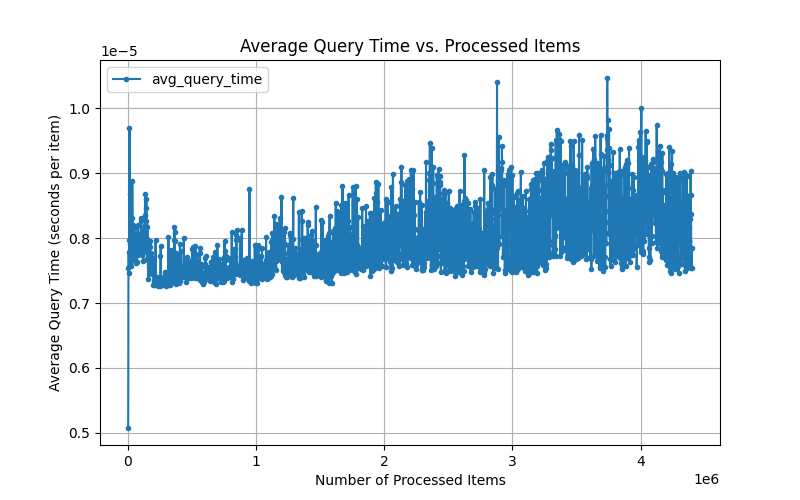 Average Query Time vs. Processed Items
1e−5
avg_query_time
1.0
0.9
0.8
0.7
0.6
0.5
Average Query Time (seconds per item)
0 1 2 3 4
1e6
Number of Processed Items